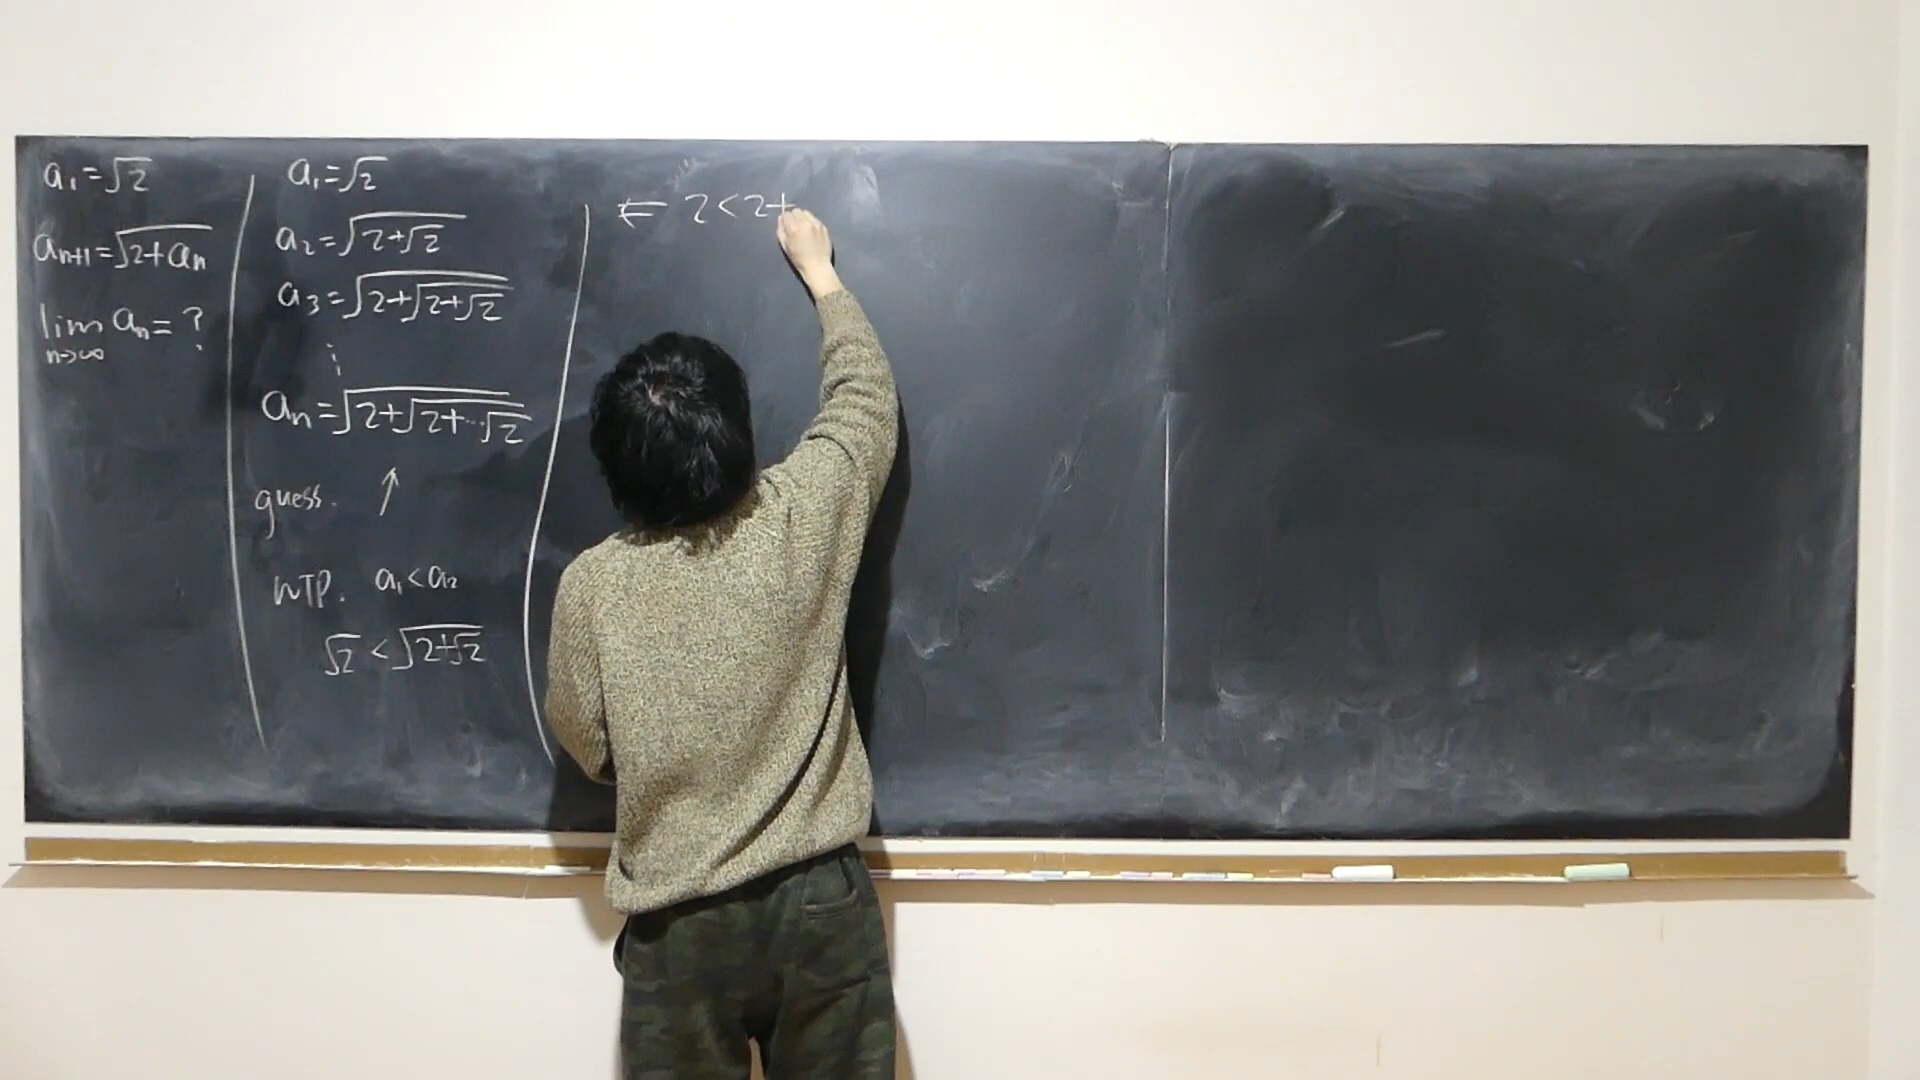 a₁=√2
aₙ₊₁=√(2+aₙ)
lim aₙ=?
n→∞
a₁=√2
a₂=√(2+√2)
a₃=√(2+√(2+√2))
⋮
aₙ=√(2+√(2+⋯√2))
guess. ↑
WTP. a₁<a₂
√2<√(2+√2)
⇐ 2<2+